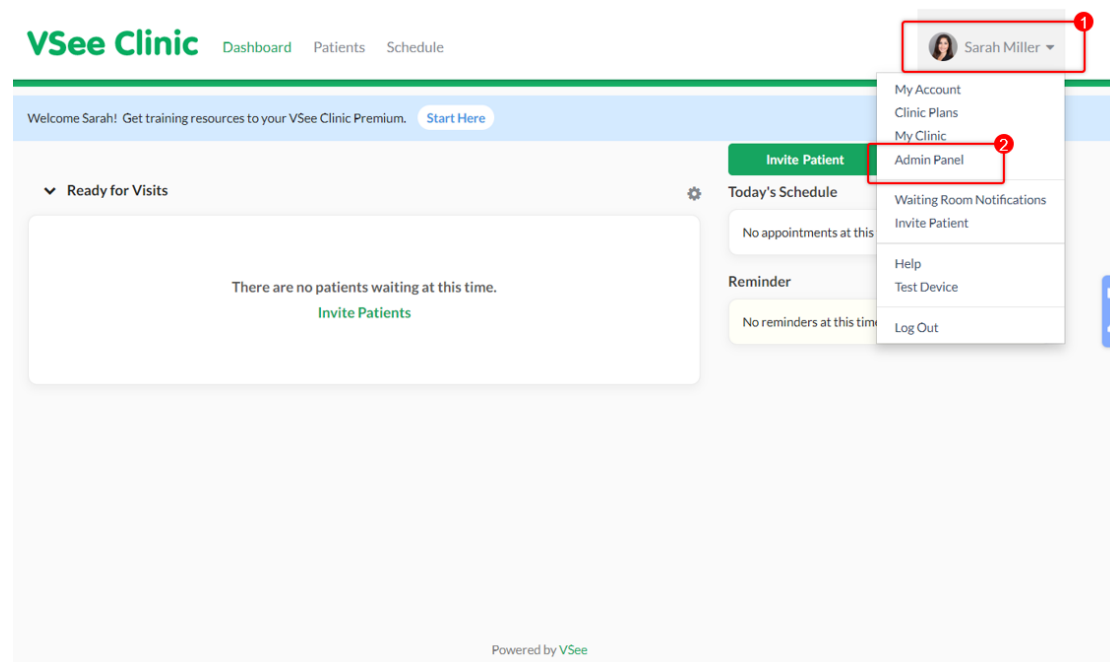 VSee Clinic Dashboard Patients Schedule Sarah Miller
1
My Account
Clinic Plans
My Clinic
2
Admin Panel
Waiting Room Notifications
Invite Patient
Help
Test Device
Log Out
Welcome Sarah! Get training resources to your VSee Clinic Premium. Start Here
Ready for Visits
There are no patients waiting at this time.
Invite Patients
Invite Patient
Today's Schedule
No appointments at this
Reminder
No reminders at this time
Powered by VSee